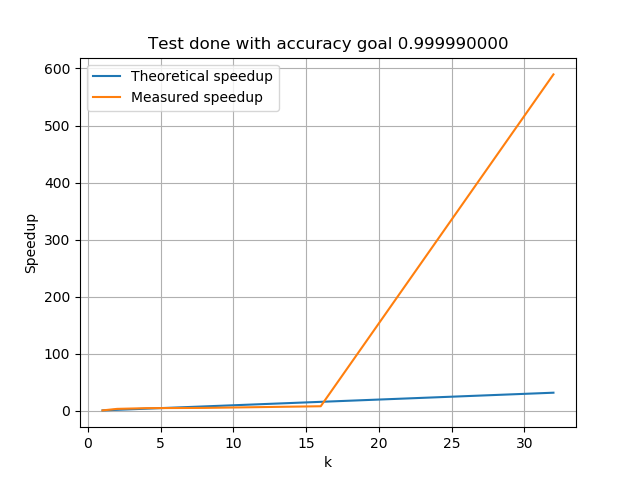 Test done with accuracy goal 0.999990000
Theoretical speedup
Measured speedup
600
500
400
300
200
100
0
Speedup
0 5 10 15 20 25 30
k